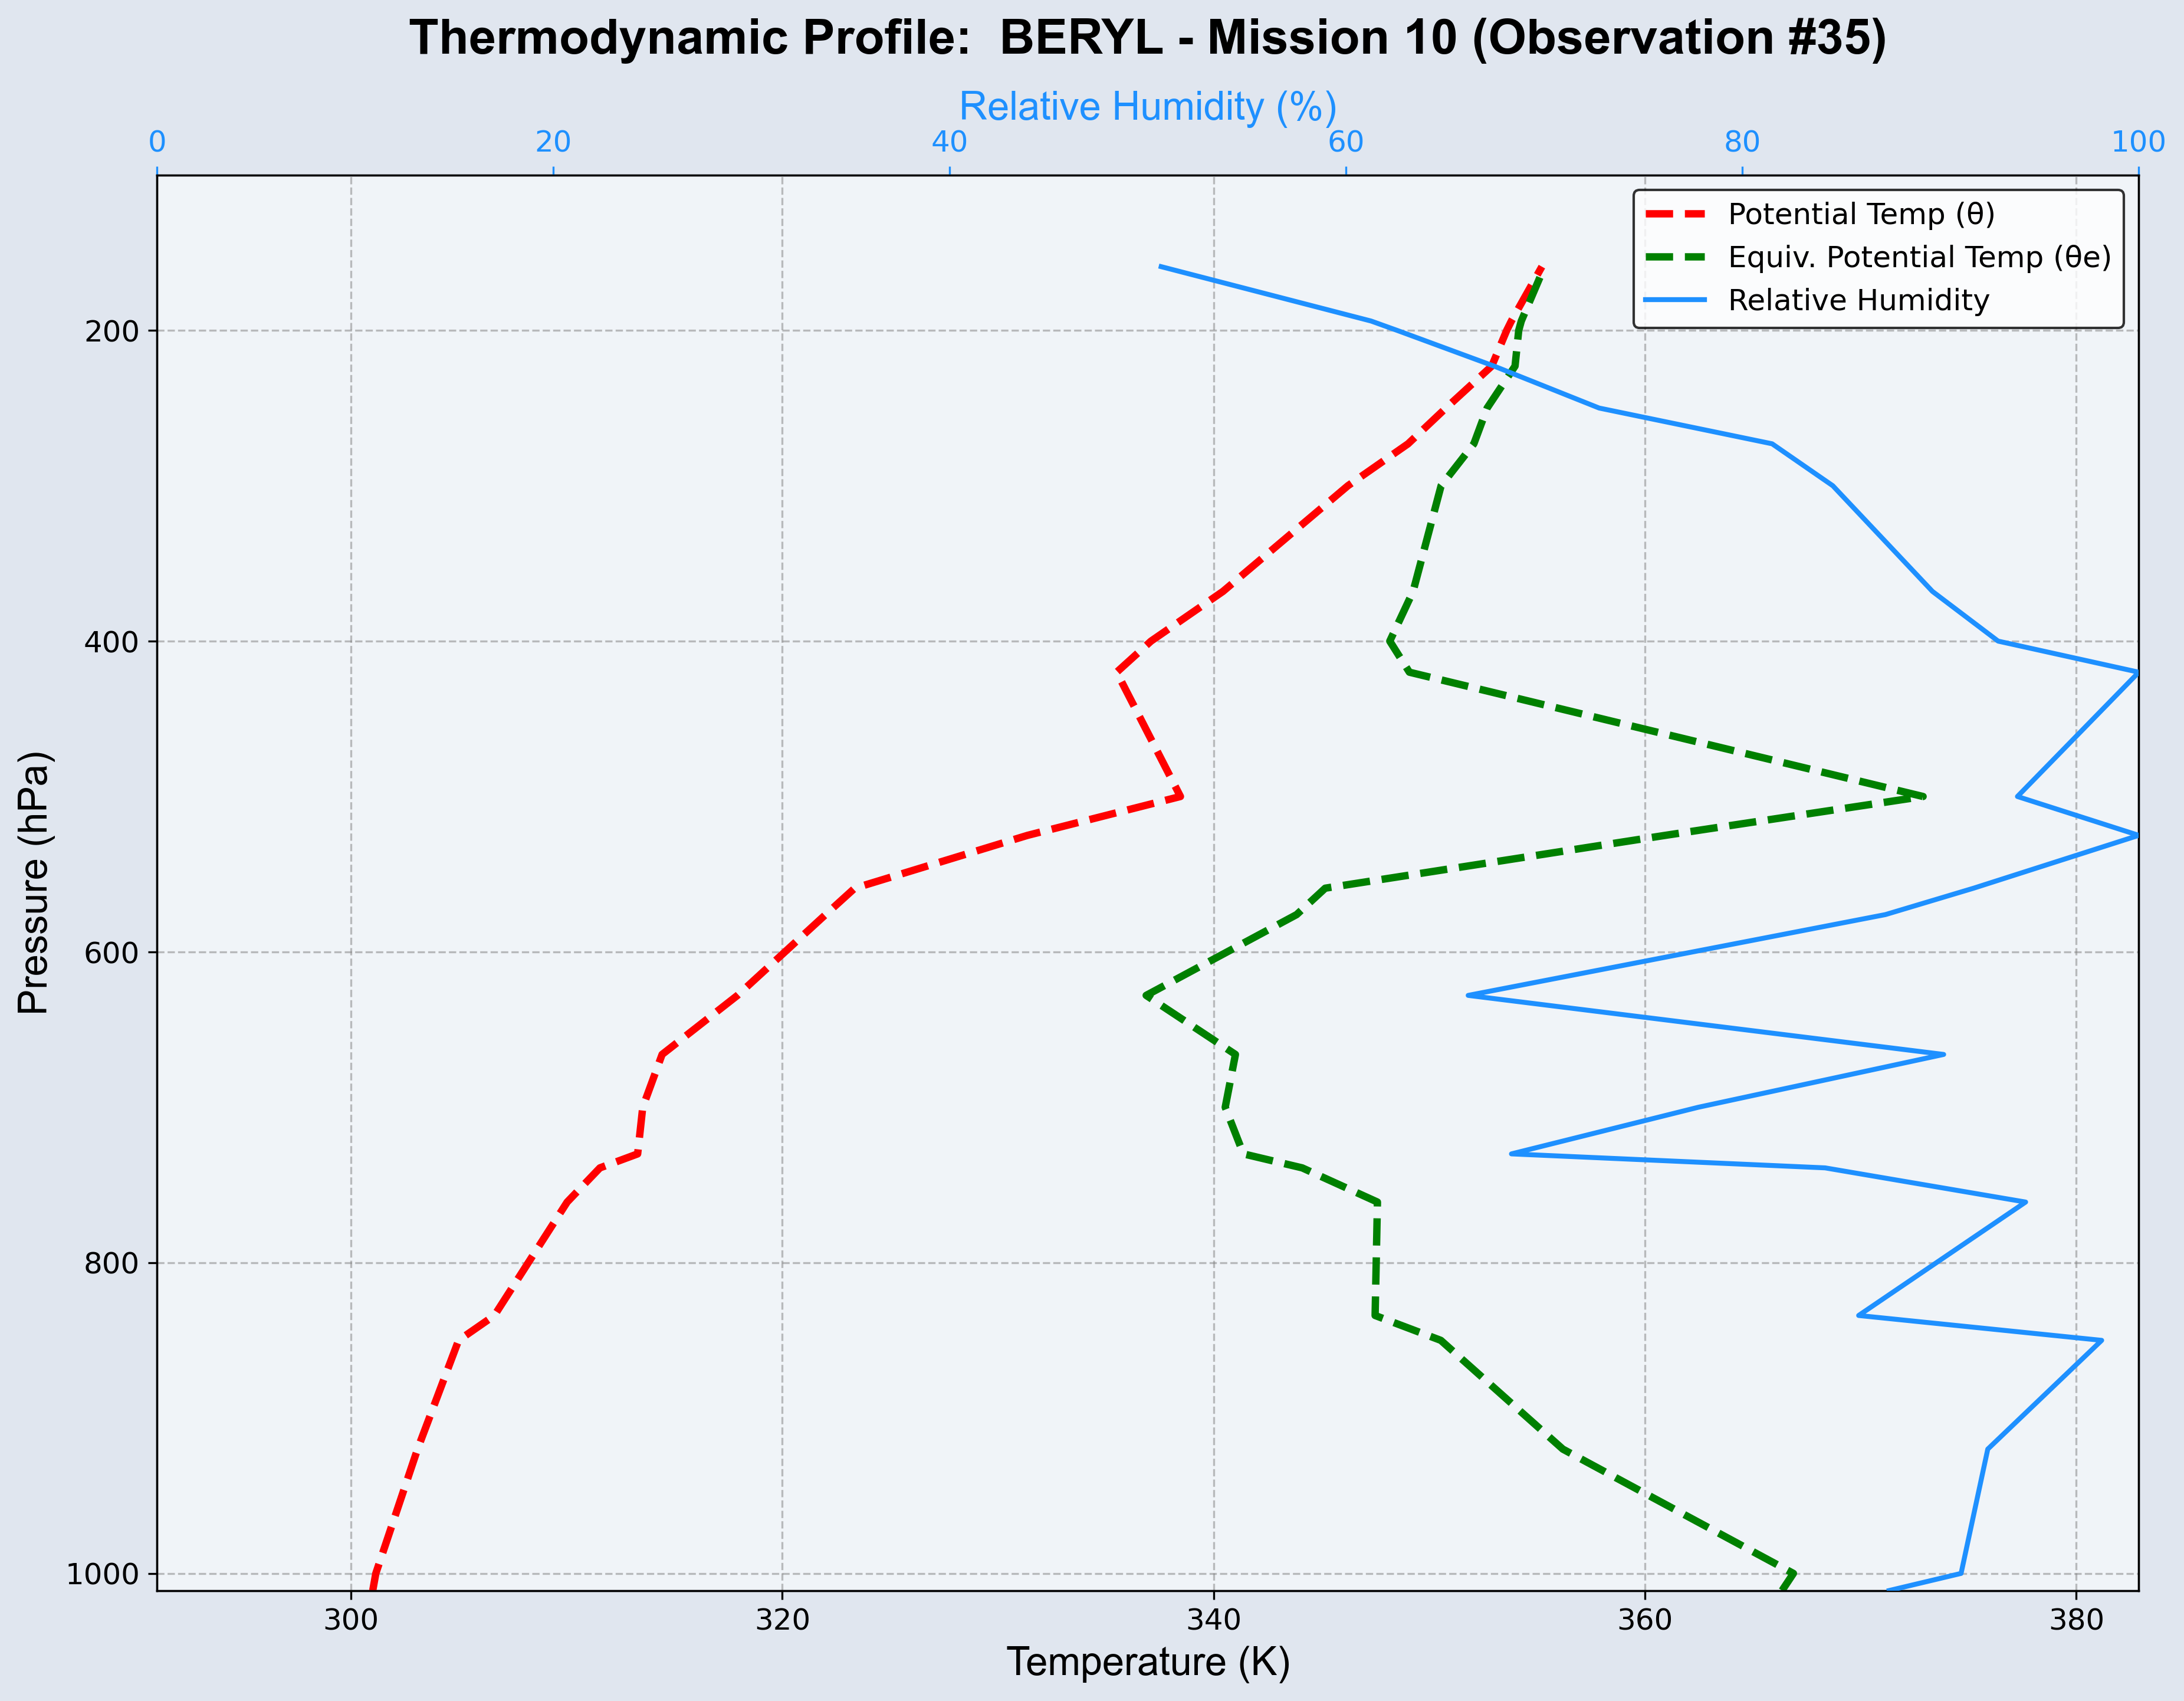 Thermodynamic Profile:  BERYL - Mission 10 (Observation #35)
Relative Humidity (%)
0 20 40 60 80 100
Potential Temp (θ)
Equiv. Potential Temp (θe)
Relative Humidity
200
400
600
800
1000
Pressure (hPa)
300 320 340 360 380
Temperature (K)